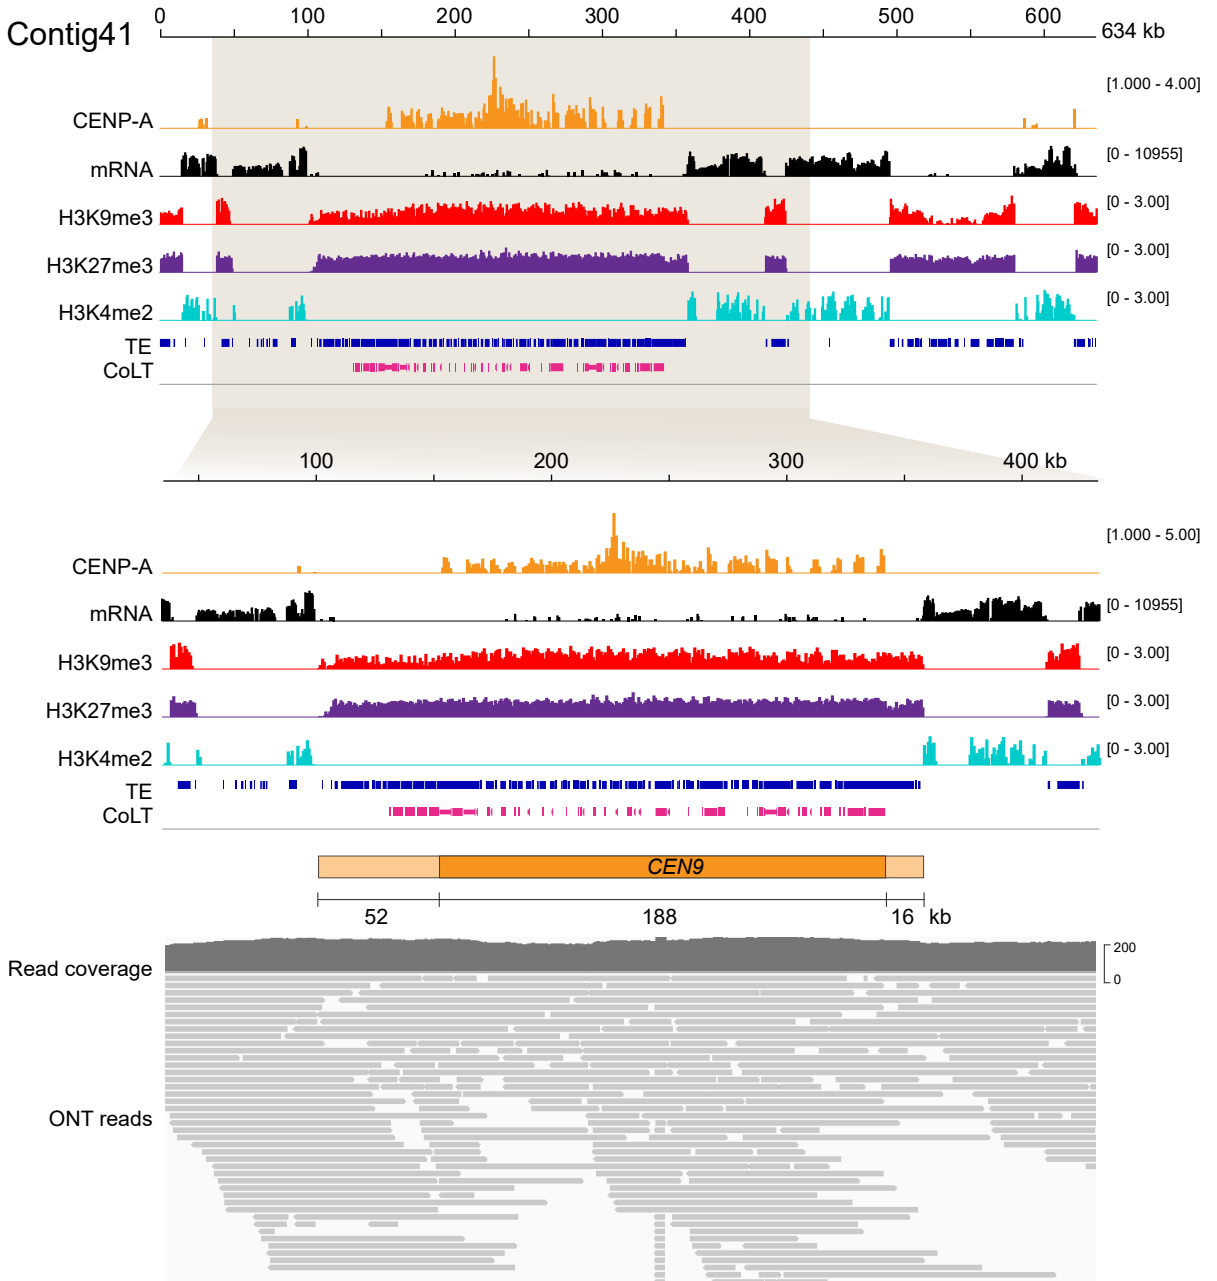 Contig41
0 100 200 300 400 500 600
634 kb
CENP-A [1.000 - 4.00]
mRNA [0 - 10955]
H3K9me3 [0 - 3.00]
H3K27me3 [0 - 3.00]
H3K4me2 [0 - 3.00]
TE
CoLT
100 200 300 400 kb
CENP-A [1.000 - 5.00]
mRNA [0 - 10955]
H3K9me3 [0 - 3.00]
H3K27me3 [0 - 3.00]
H3K4me2 [0 - 3.00]
TE
CoLT
CEN9
52 188 16 kb
Read coverage 200
0
ONT reads